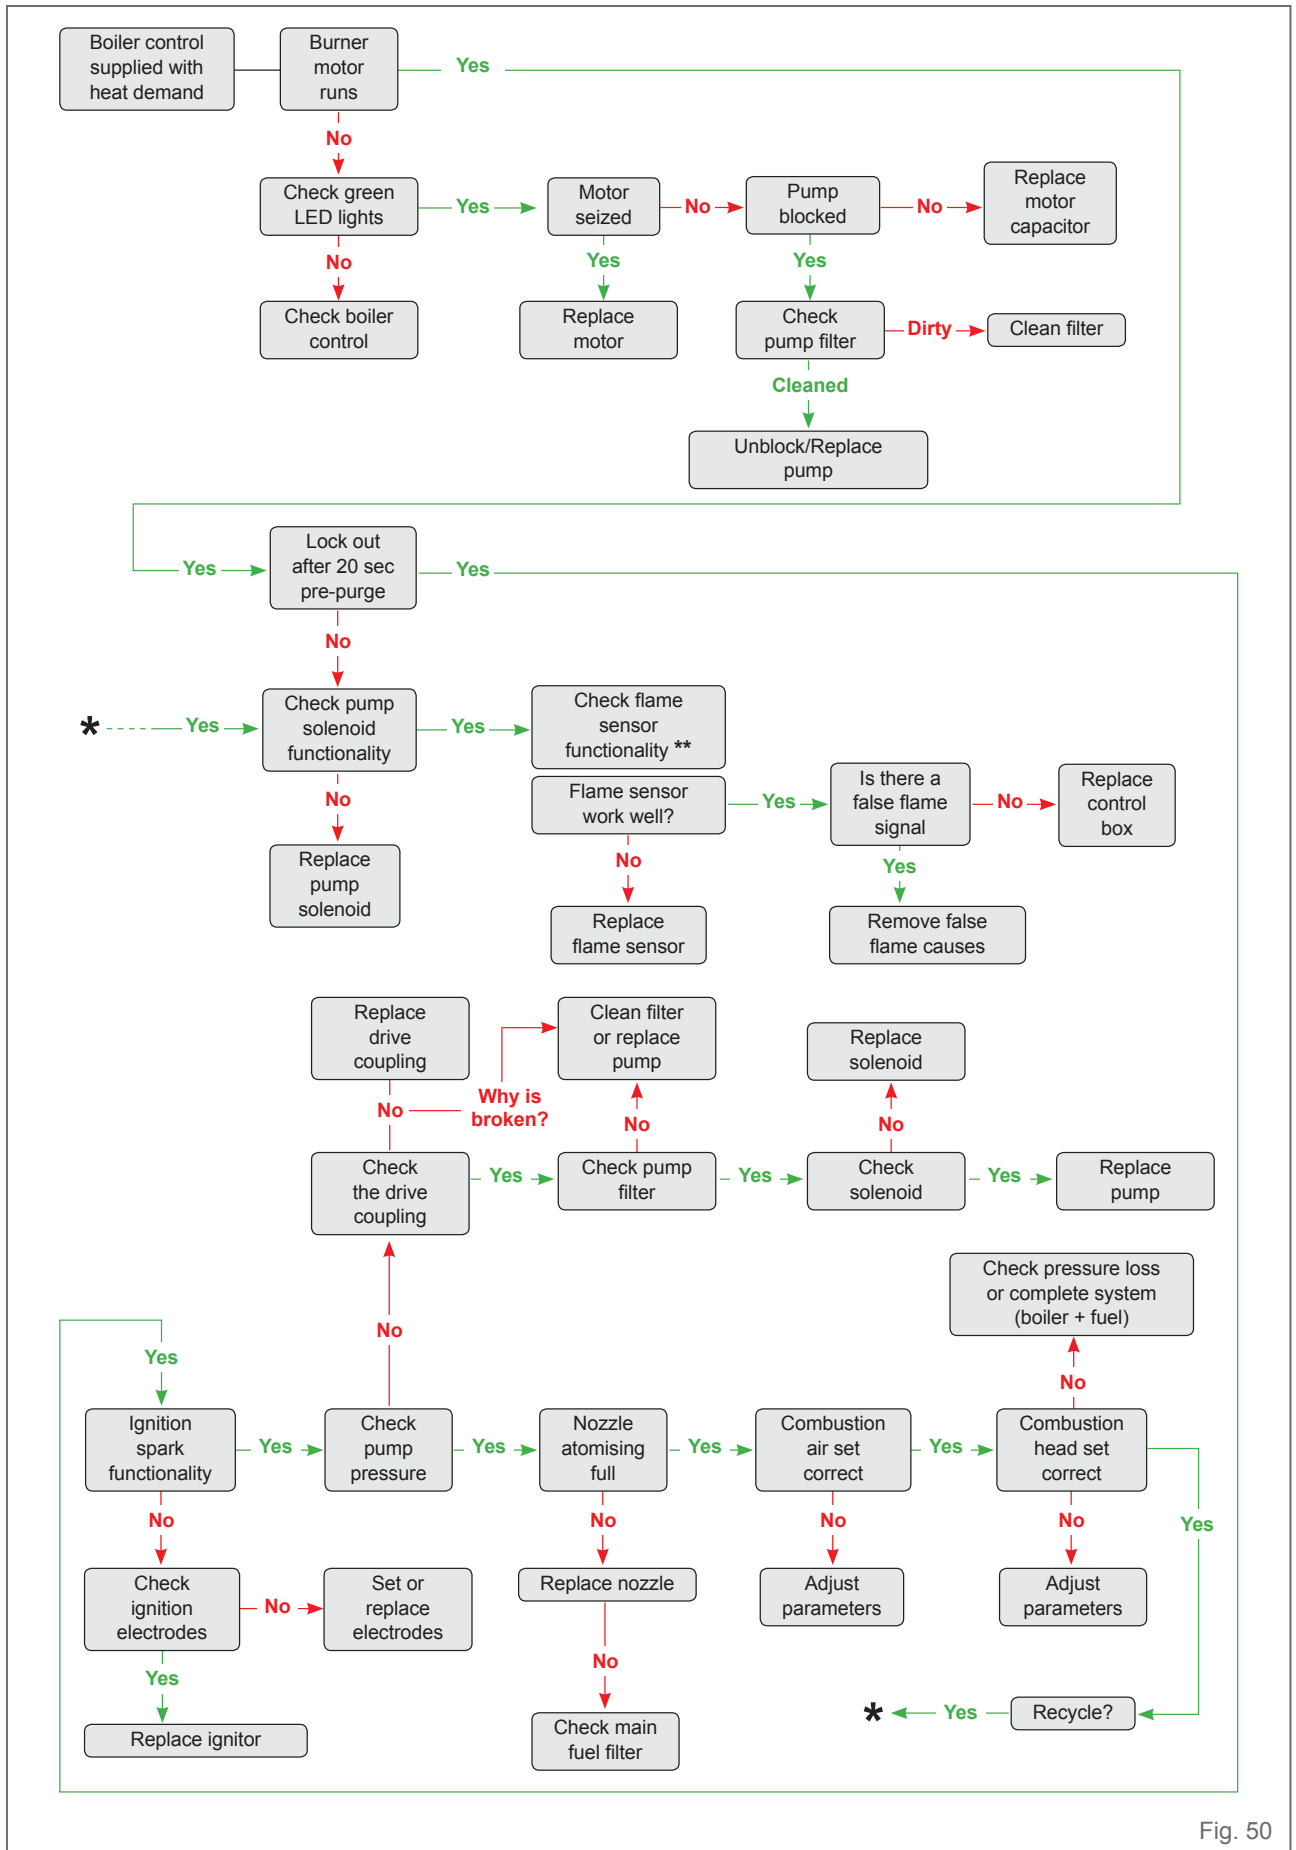 Boiler control
supplied with
heat demand
Burner
motor
runs
Yes
No
Check green
LED lights
Yes
Motor
seized
No
Pump
blocked
No
Replace
motor
capacitor
No
Yes
Yes
Check boiler
control
Replace
motor
Check
pump filter
Dirty
Clean filter
Cleaned
Unblock/Replace
pump
Yes
Lock out
after 20 sec
pre-purge
Yes
No
*
Yes
Check pump
solenoid
functionality
Yes
Check flame
sensor
functionality **
No
Replace
pump
solenoid
Flame sensor
work well?
Yes
Is there a
false flame
signal
No
Replace
control
box
No
Yes
Replace
flame sensor
Remove false
flame causes
Replace
drive
coupling
Clean filter
or replace
pump
Replace
solenoid
No
Why is
broken?
No
No
Check
the drive
coupling
Yes
Check pump
filter
Yes
Check
solenoid
Yes
Replace
pump
No
Check pressure loss
or complete system
(boiler + fuel)
No
Yes
Ignition
spark
functionality
Yes
Check
pump
pressure
Yes
Nozzle
atomising
full
Yes
Combustion
air set
correct
Yes
Combustion
head set
correct
Yes
No
No
No
No
Check
ignition
electrodes
No
Set or
replace
electrodes
Replace nozzle
Adjust
parameters
Adjust
parameters
Yes
No
Replace ignitor
Check main
fuel filter
*
Yes
Recycle?
Fig. 50